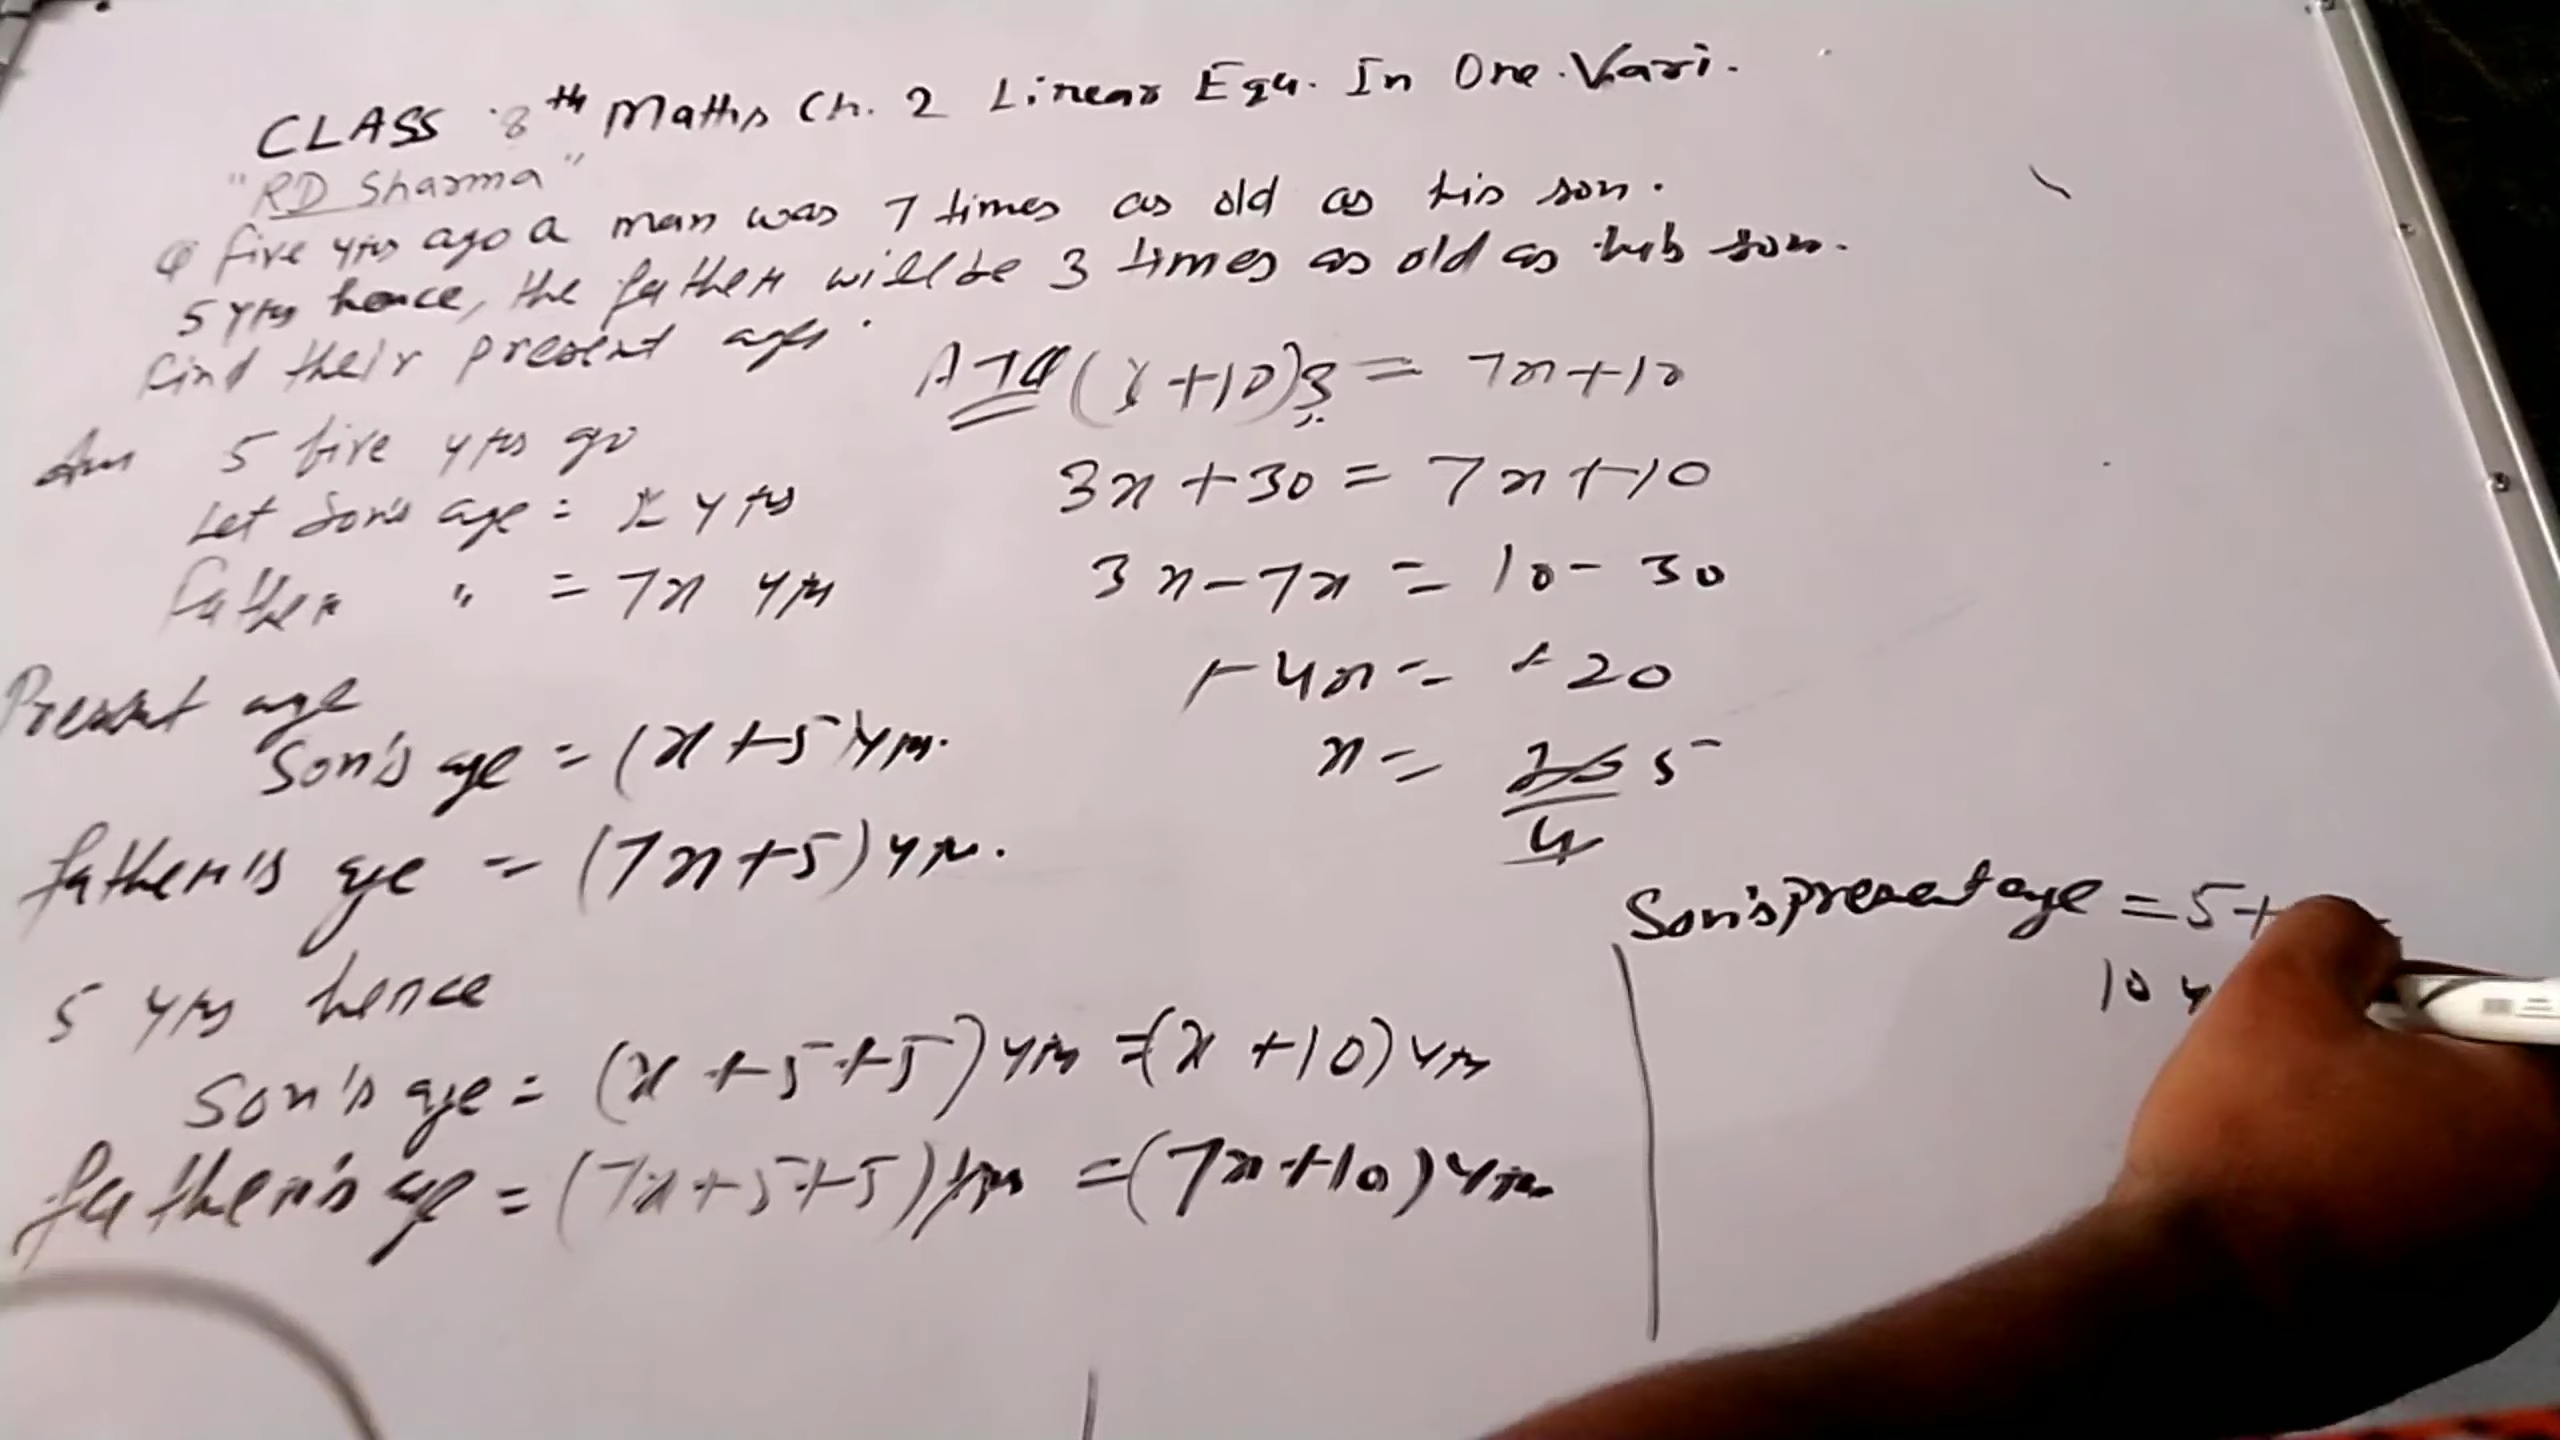 CLASS 8th Maths Ch. 2 Linear Equ. In One. Vari.
"RD Sharma"
Q five yrs ago a man was 7 times as old as his son.
5 yrs hence, the father will be 3 times as old as his son.
find their present ages.
Ans 5 five yrs go
Let Son's age = x yrs
father " = 7x yrs
Present age
Son's age = (x+5) yrs.
father's age = (7x+5) yrs.
5 yrs hence
Son's age = (x+5+5) yrs = (x+10) yrs
father's age = (7x+5+5) yrs = (7x+10) yrs.
ATQ (x+10)3 = 7x+10
3x+30 = 7x+10
3x-7x = 10-30
-4x = -20
x = 20/4 5
Son's present age = 5+
10 y